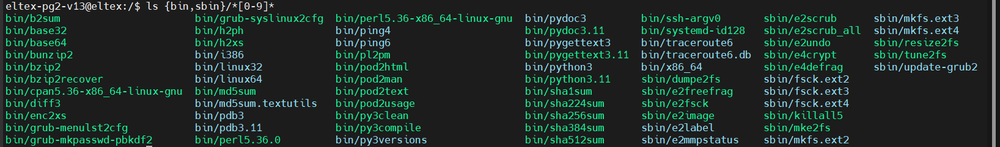 eltex-pg2-v13@eltex:/$ ls {bin,sbin}/*[0-9]*
bin/b2sum bin/grub-syslinux2cfg bin/perl5.36-x86_64-linux-gnu bin/pydoc3 bin/ssh-argv0 sbin/e2scrub sbin/mkfs.ext3
bin/base32 bin/h2ph bin/ping4 bin/pydoc3.11 bin/systemd-id128 sbin/e2scrub_all sbin/mkfs.ext4
bin/base64 bin/h2xs bin/ping6 bin/pygettext3 bin/traceroute6 sbin/e2undo sbin/resize2fs
bin/bunzip2 bin/i386 bin/pl2pm bin/pygettext3.11 bin/traceroute6.db sbin/e4crypt sbin/tune2fs
bin/bzip2 bin/linux32 bin/pod2html bin/python3 bin/x86_64 sbin/e4defrag sbin/update-grub2
bin/bzip2recover bin/linux64 bin/pod2man bin/python3.11 sbin/dumpe2fs sbin/fsck.ext2
bin/cpan5.36-x86_64-linux-gnu bin/md5sum bin/pod2text bin/sha1sum sbin/e2freefrag sbin/fsck.ext3
bin/diff3 bin/md5sum.textutils bin/pod2usage bin/sha224sum sbin/e2fsck sbin/fsck.ext4
bin/enc2xs bin/pdb3 bin/py3clean bin/sha256sum sbin/e2image sbin/killall5
bin/grub-menulst2cfg bin/pdb3.11 bin/py3compile bin/sha384sum sbin/e2label sbin/mke2fs
bin/grub-mkpasswd-pbkdf2 bin/perl5.36.0 bin/py3versions bin/sha512sum sbin/e2mmpstatus sbin/mkfs.ext2